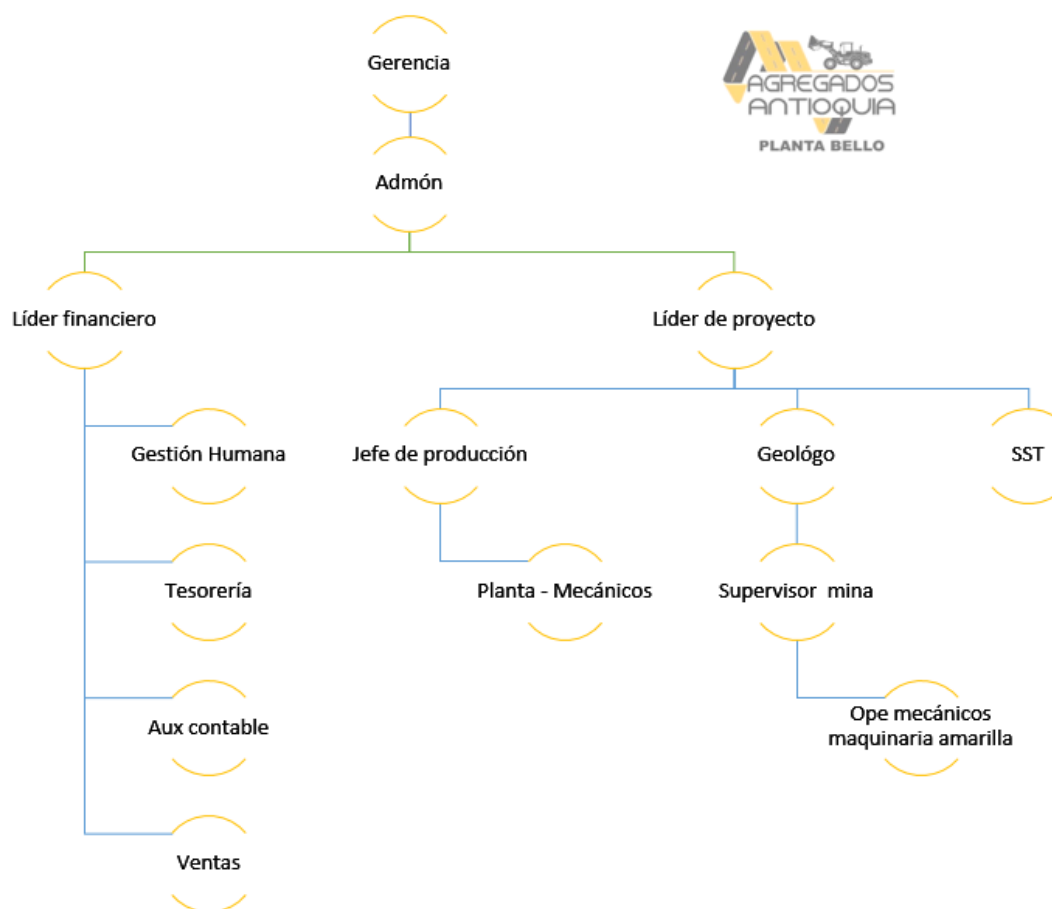 Gerencia
AGREGADOS
ANTIOQUIA
PLANTA BELLO
Admón
Líder financiero
Líder de proyecto
Gestión Humana
Jefe de producción
Geológo
SST
Tesorería
Planta - Mecánicos
Supervisor mina
Aux contable
Ope mecánicos
maquinaria amarilla
Ventas